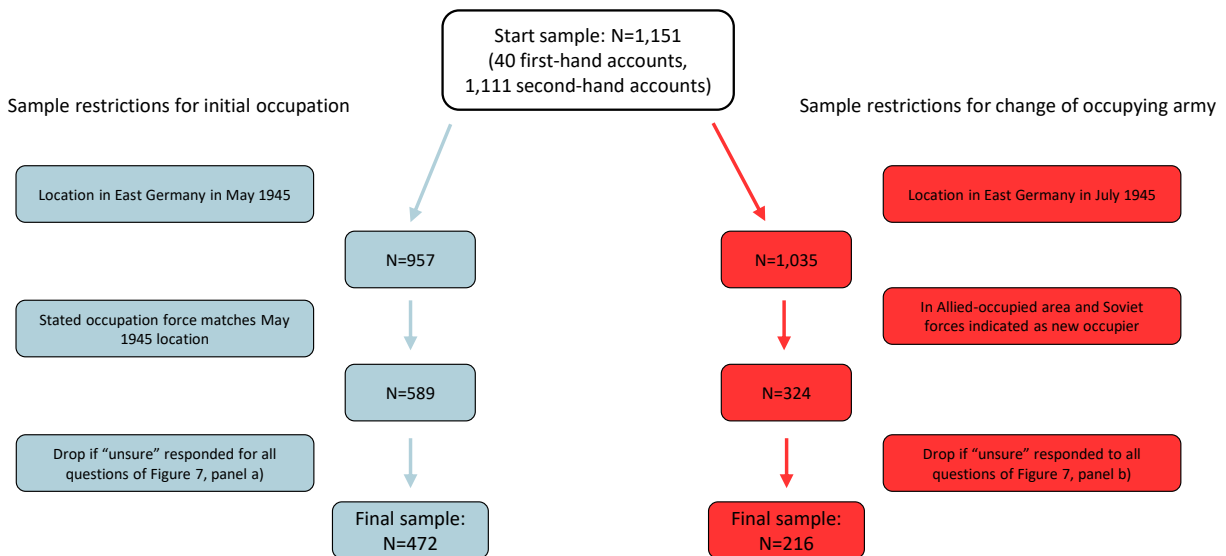 Start sample: N=1,151
(40 first-hand accounts,
1,111 second-hand accounts)
Sample restrictions for initial occupation
Sample restrictions for change of occupying army
Location in East Germany in May 1945
Location in East Germany in July 1945
N=957
N=1,035
Stated occupation force matches May
1945 location
In Allied-occupied area and Soviet
forces indicated as new occupier
N=589
N=324
Drop if “unsure” responded for all
questions of Figure 7, panel a)
Drop if “unsure” responded to all
questions of Figure 7, panel b)
Final sample:
N=472
Final sample:
N=216